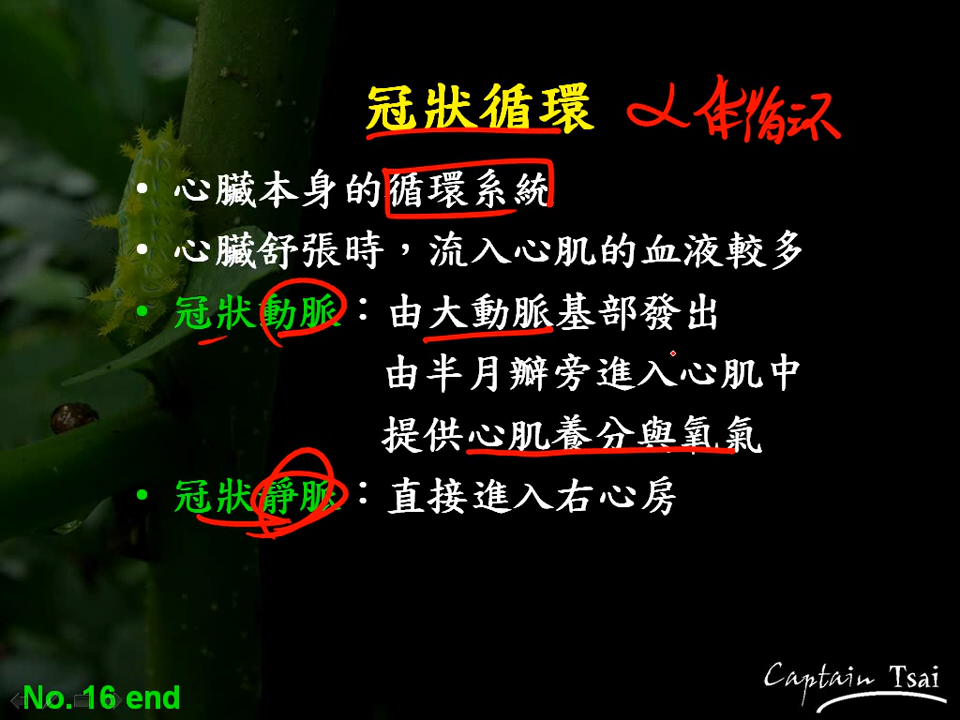 冠狀循環 体循环
• 心臟本身的循環系統
• 心臟舒張時，流入心肌的血液較多
• 冠狀動脈：由大動脈基部發出
由半月瓣旁進入心肌中
提供心肌養分與氧氣
• 冠狀靜脈：直接進入右心房
No. 16 end
Captain Tsai